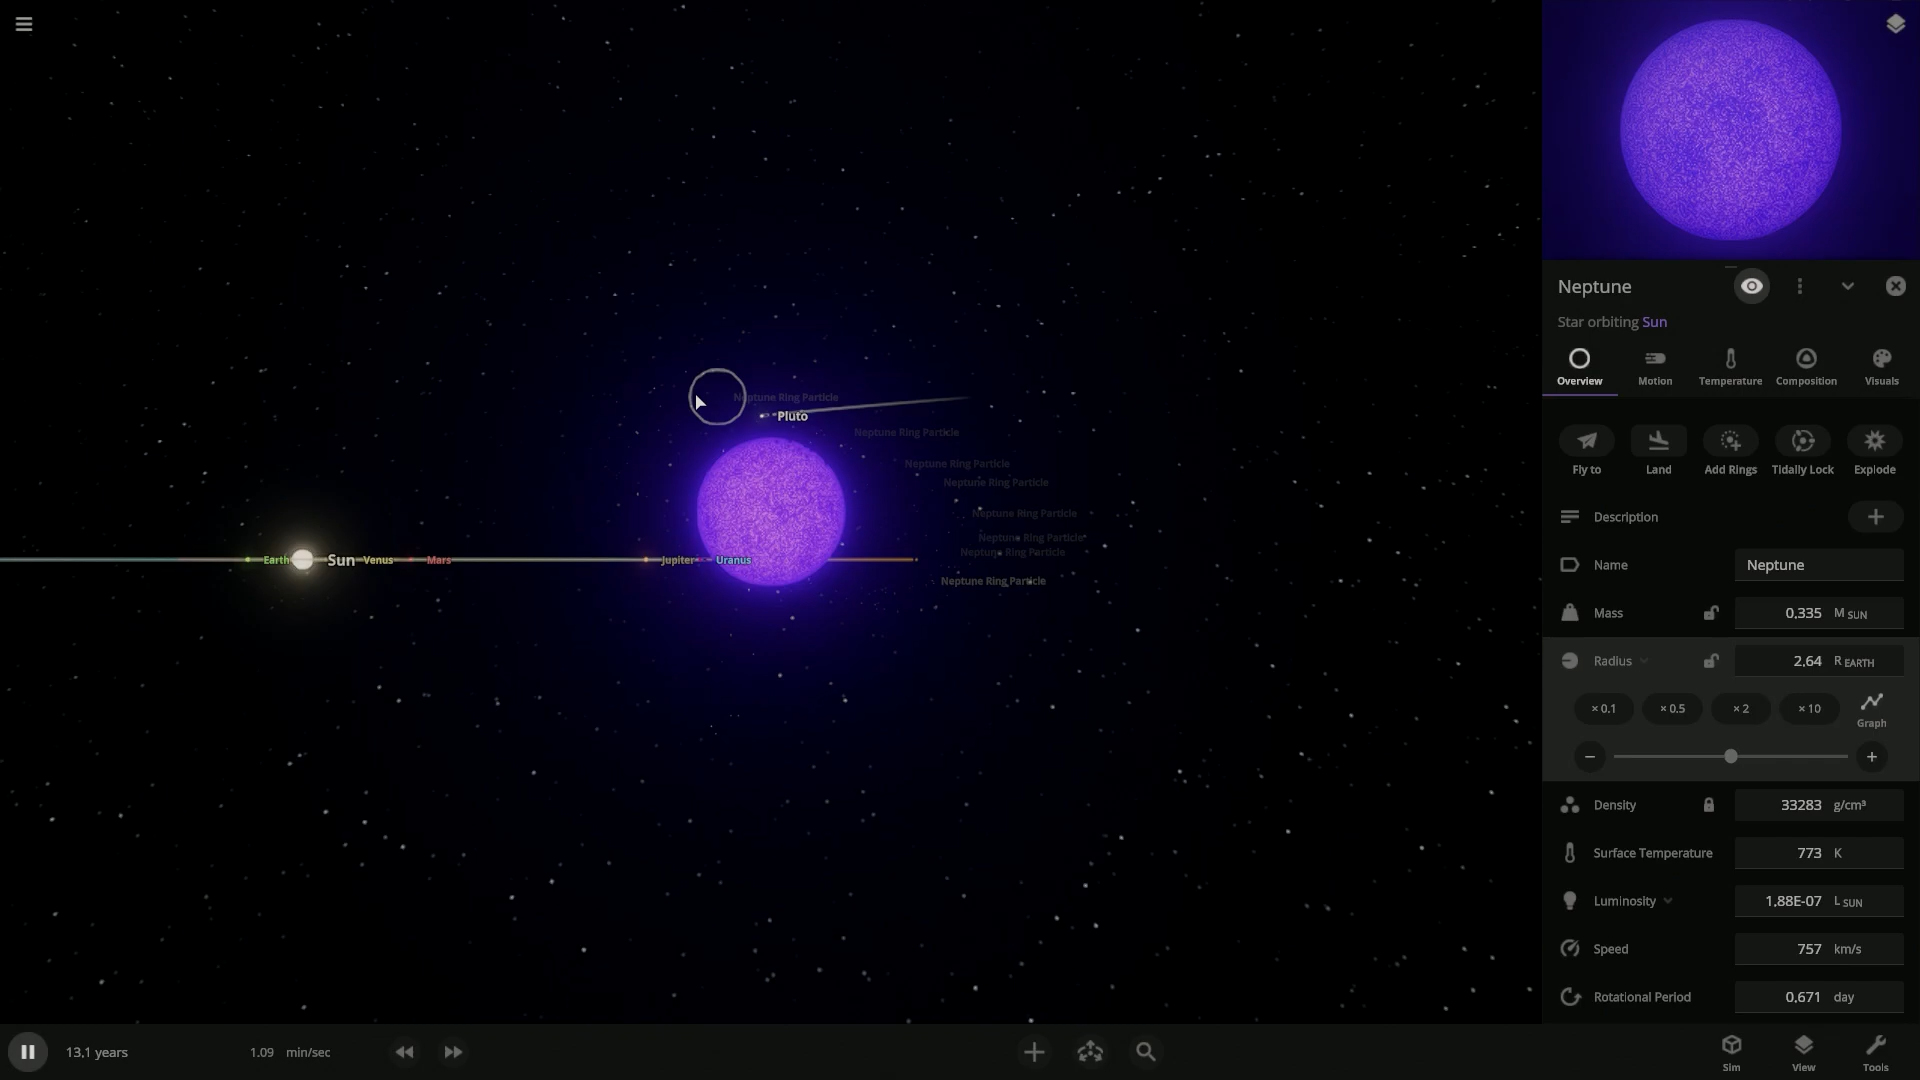 Neptune Ring Particle
Pluto
Neptune Ring Particle
Neptune Ring Particle
Neptune Ring Particle
Neptune Ring Particle
Neptune Ring Particle
Neptune Ring Particle
Earth Sun Venus Mars Jupiter Uranus
Neptune Ring Particle
Neptune
Star orbiting Sun
Overview Motion Temperature Composition Visuals
Fly to Land Add Rings Tidally Lock Explode
Description
Name Neptune
Mass 0.335 M SUN
Radius 2.64 R EARTH
× 0.1 × 0.5 × 2 × 10 Graph
Density 33283 g/cm³
Surface Temperature 773 K
Luminosity 1.88E-07 L SUN
Speed 757 km/s
Rotational Period 0.671 day
13.1 years 1.09 min/sec
Sim View Tools